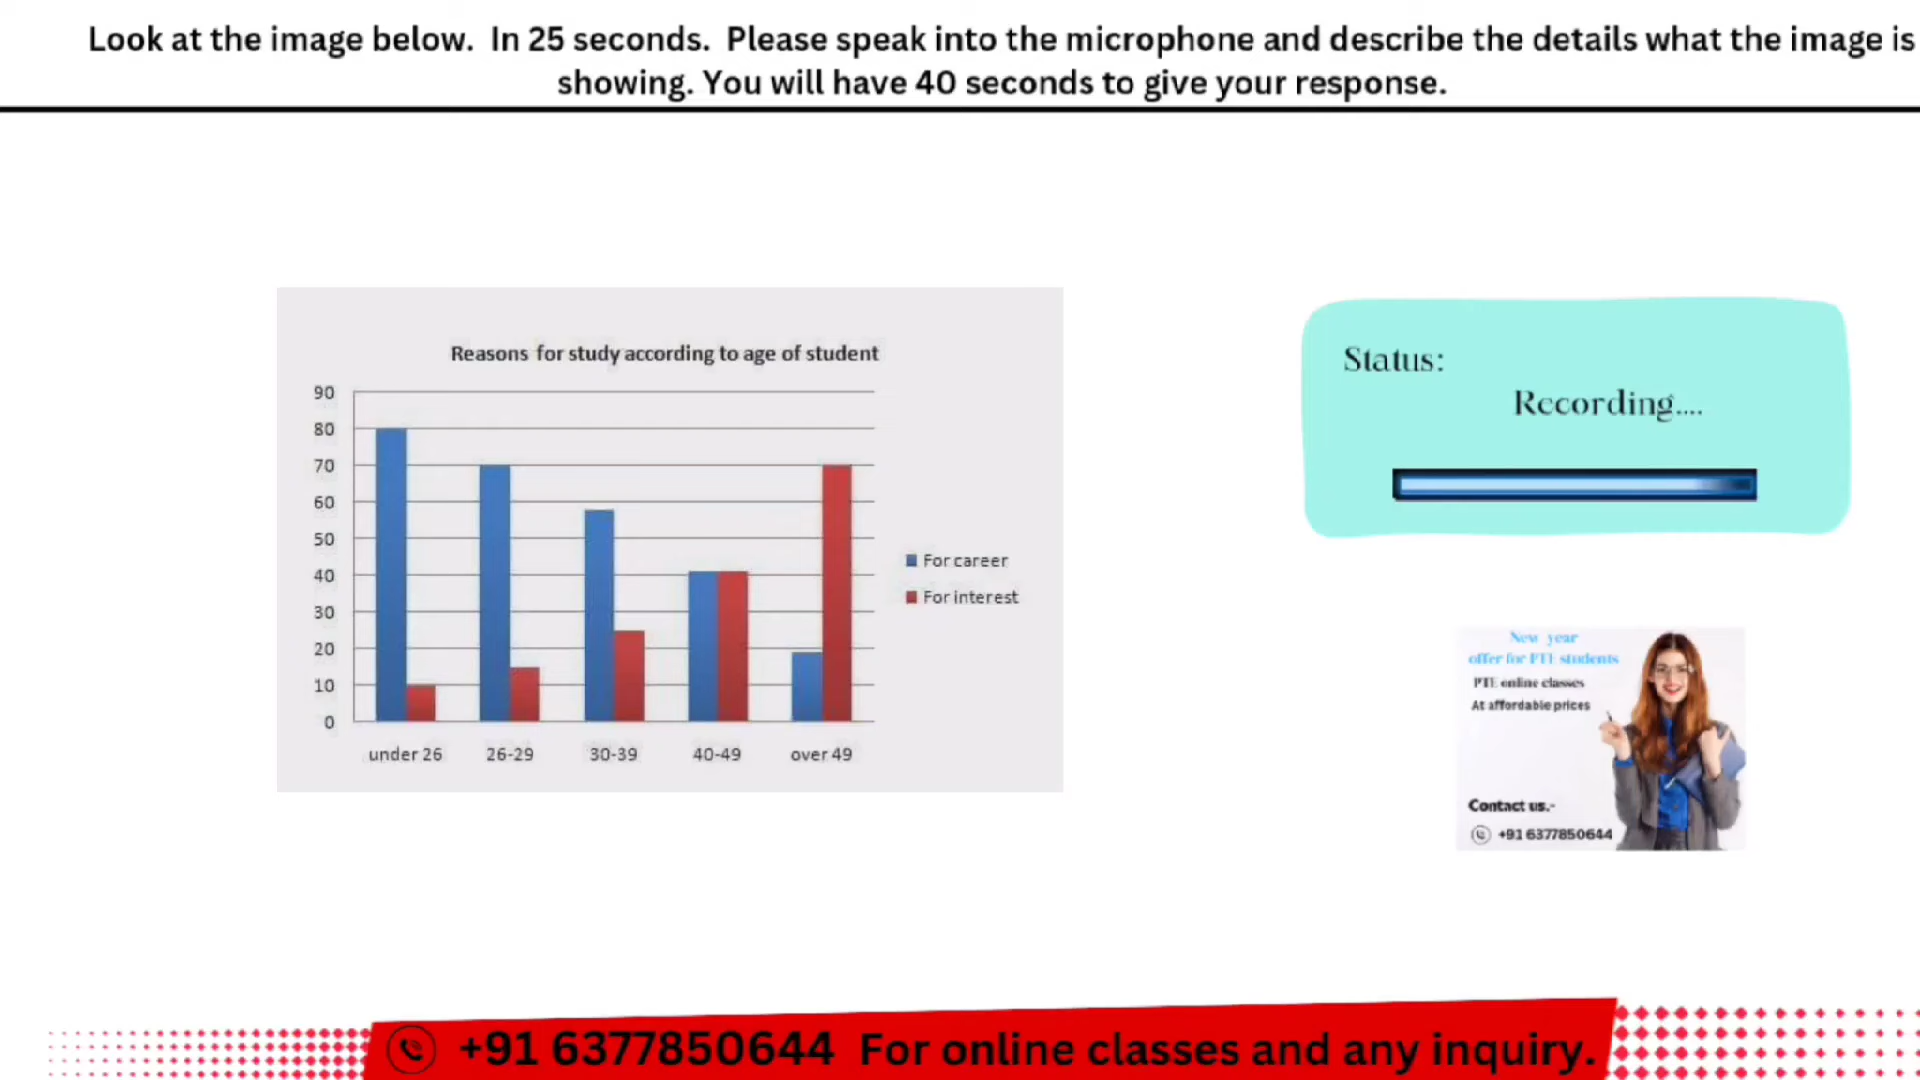 Look at the image below. In 25 seconds. Please speak into the microphone and describe the details what the image is
showing. You will have 40 seconds to give your response.
Reasons for study according to age of student
90
80
70
60
50
40
30
20
10
0
under 26 26-29 30-39 40-49 over 49
For career
For interest
Status:
Recording....
New year
offer for PTE students
PTE online classes
At affordable prices
Contact us.-
+91 6377850644
+91 6377850644 For online classes and any inquiry.